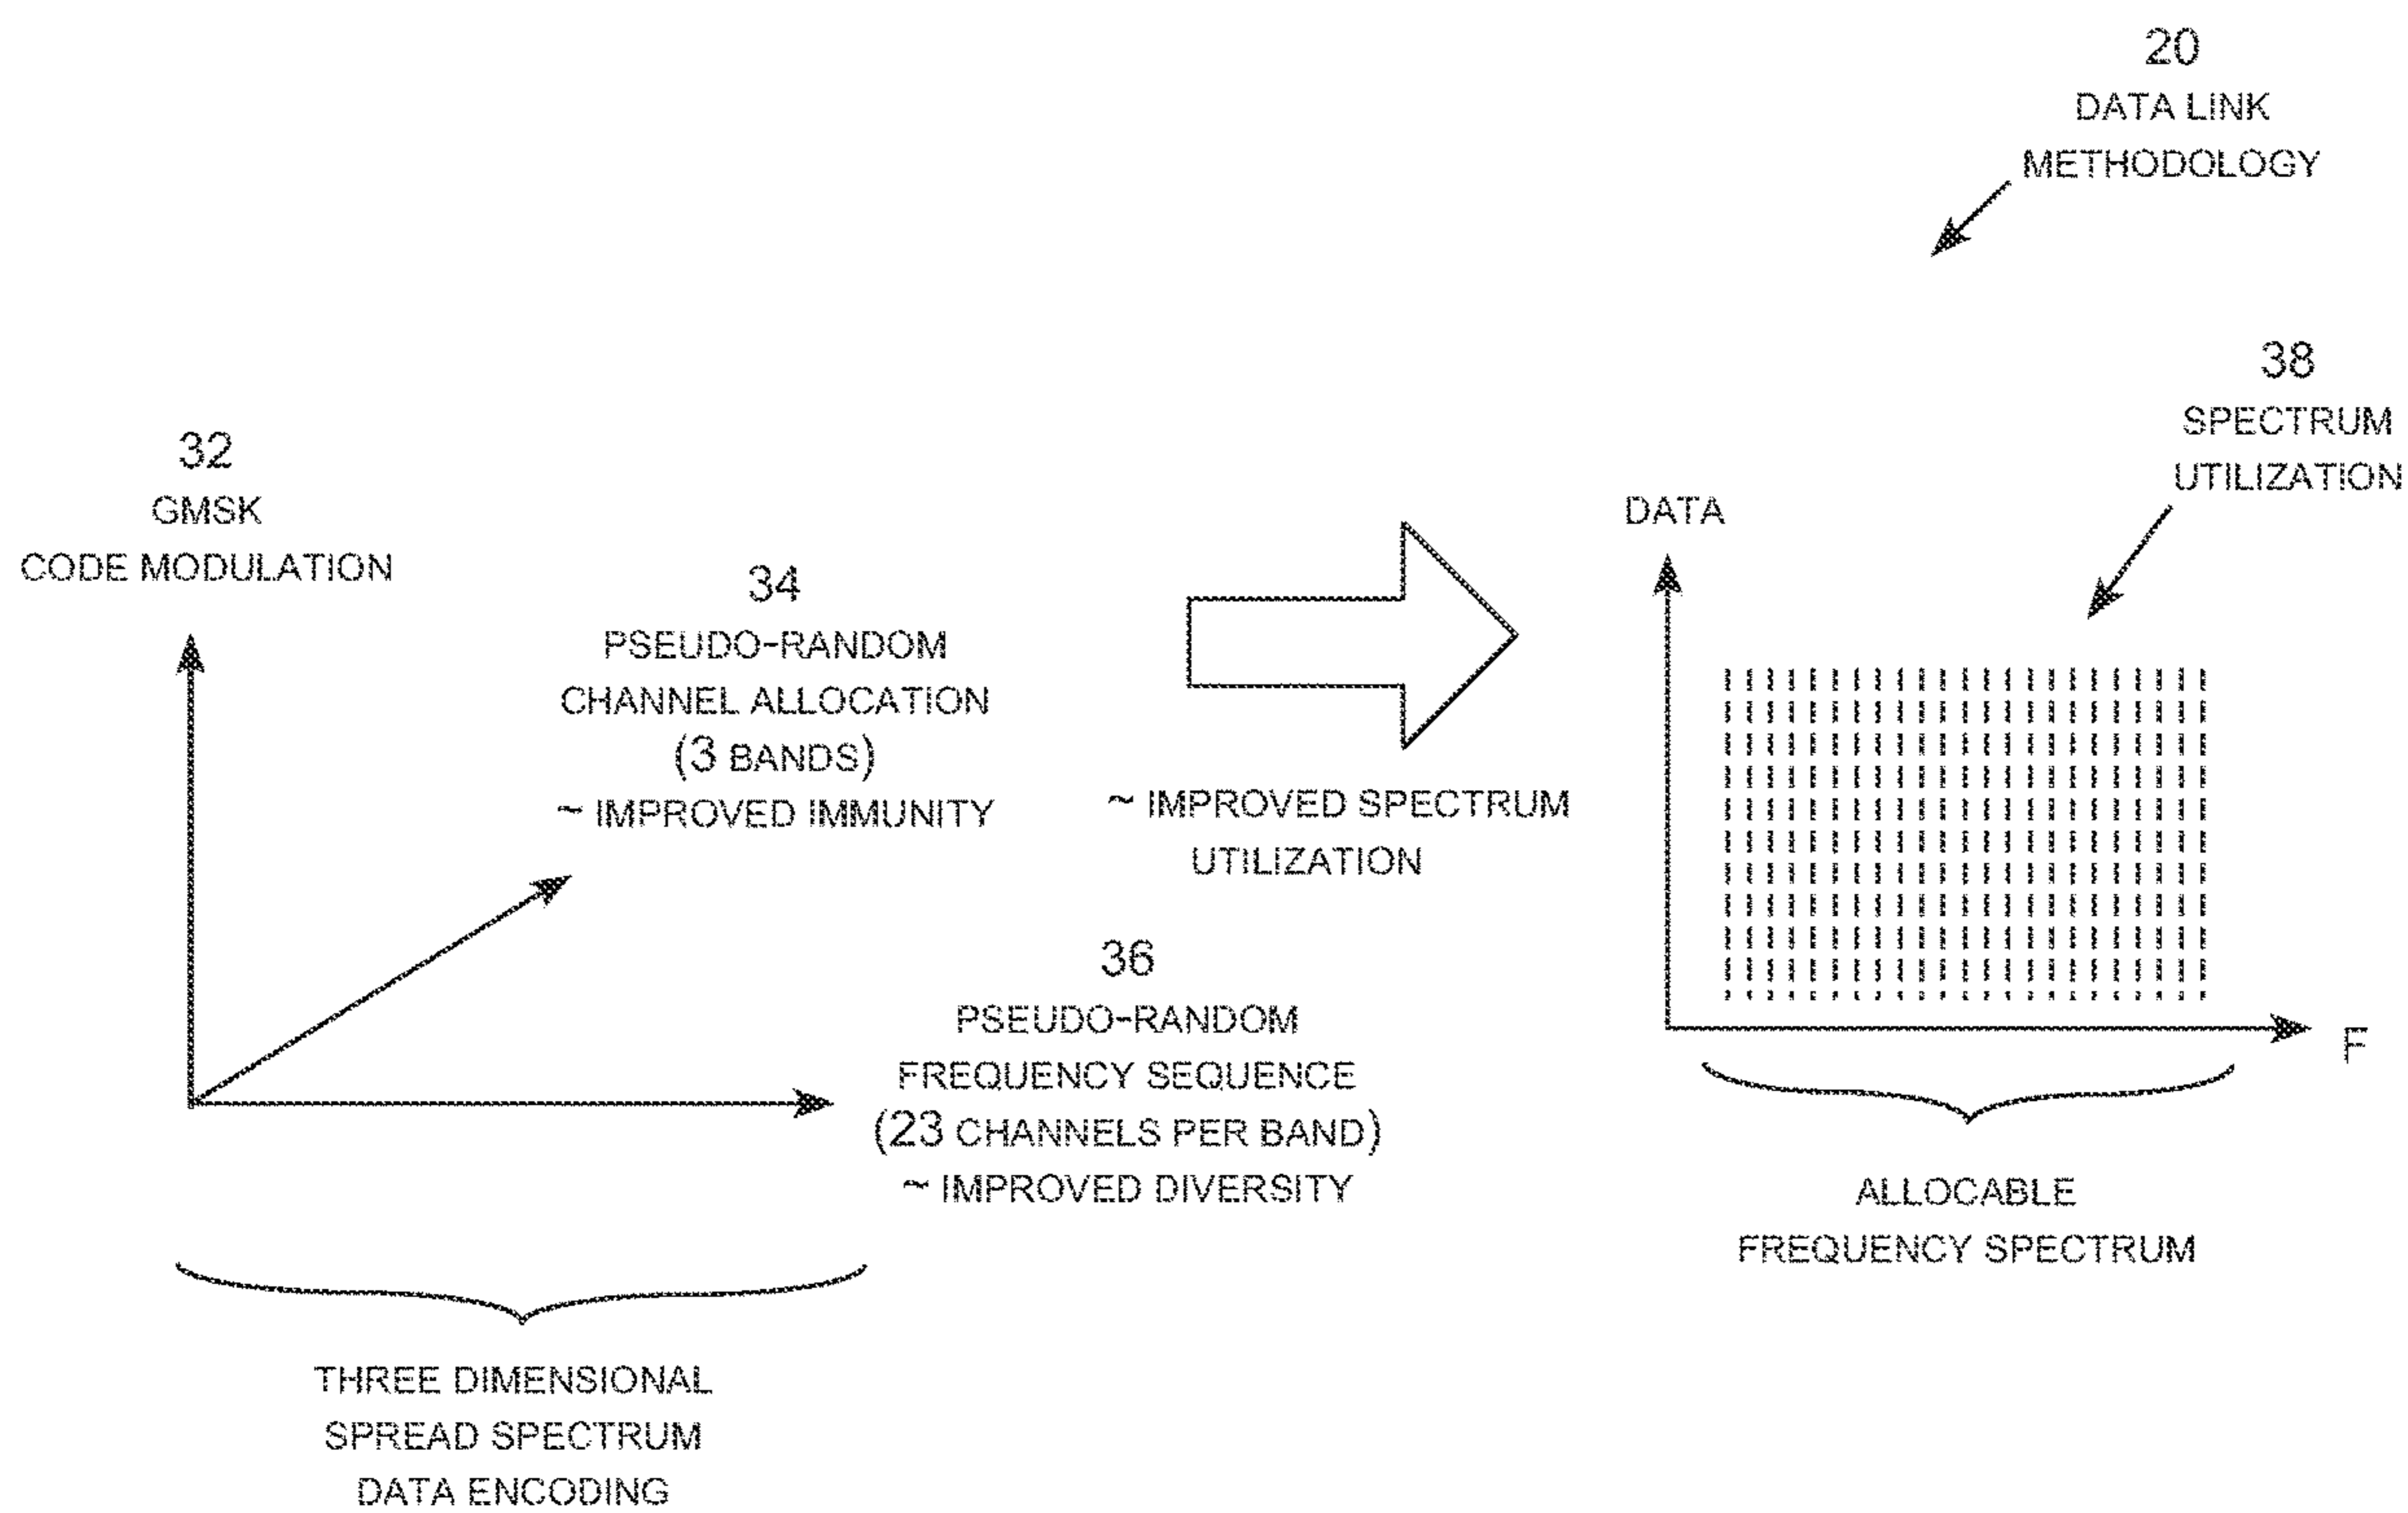 20
DATA LINK
METHODOLOGY
38
SPECTRUM
UTILIZATION
32
GMSK
CODE MODULATION
34
PSEUDO-RANDOM
CHANNEL ALLOCATION
(3 BANDS)
~ IMPROVED IMMUNITY
~ IMPROVED SPECTRUM
UTILIZATION
36
PSEUDO-RANDOM
FREQUENCY SEQUENCE
(23 CHANNELS PER BAND)
~ IMPROVED DIVERSITY
THREE DIMENSIONAL
SPREAD SPECTRUM
DATA ENCODING
DATA
F
ALLOCABLE
FREQUENCY SPECTRUM